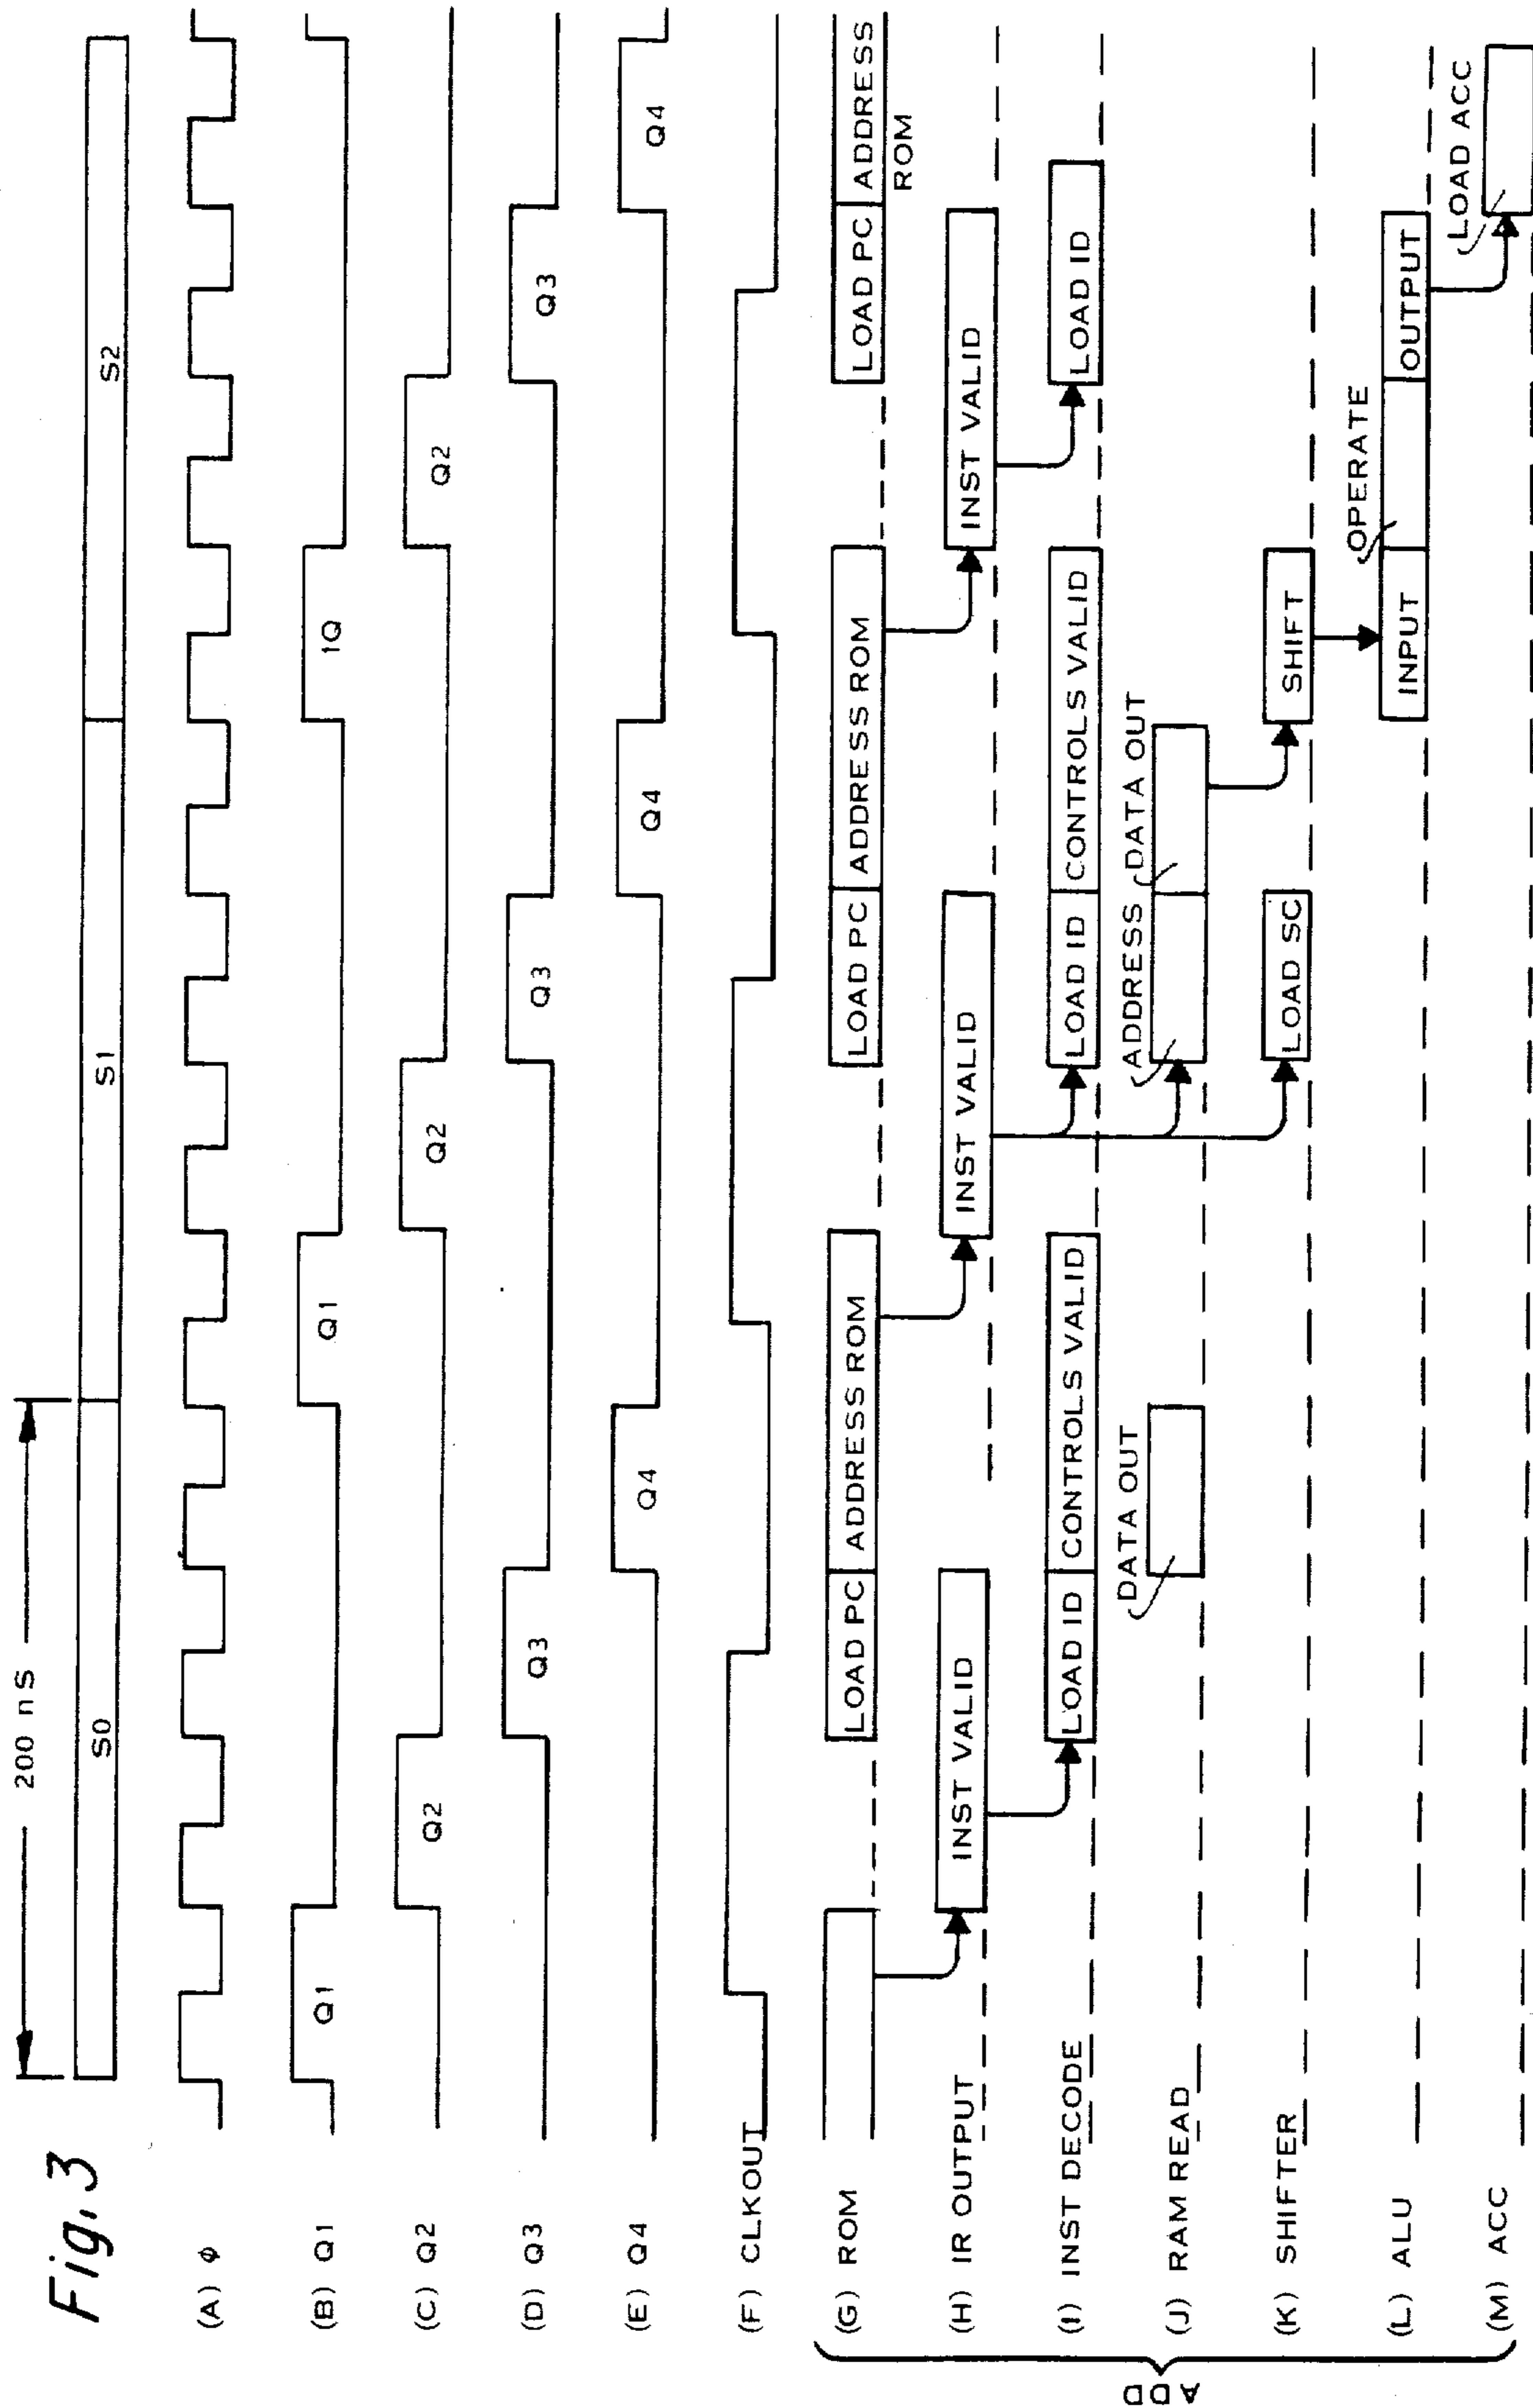 Fig. 3
200 nS
S0 S1 S2
(A) φ
(B) Q1 Q1 Q1 1Q
(C) Q2 Q2 Q2 Q2
(D) Q3 Q3 Q3 Q3
(E) Q4 Q4 Q4 Q4
(F) CLKOUT
(G) ROM LOAD PC ADDRESS ROM LOAD PC ADDRESS ROM LOAD PC ADDRESS
ROM
(H) IR OUTPUT INST VALID INST VALID INST VALID
(I) INST DECODE LOAD ID CONTROLS VALID LOAD ID CONTROLS VALID LOAD ID
DATA OUT ADDRESS DATA OUT
(J) RAM READ
(K) SHIFTER LOAD SC SHIFT
OPERATE
(L) ALU INPUT OUTPUT
LOAD ACC
(M) ACC
ADD